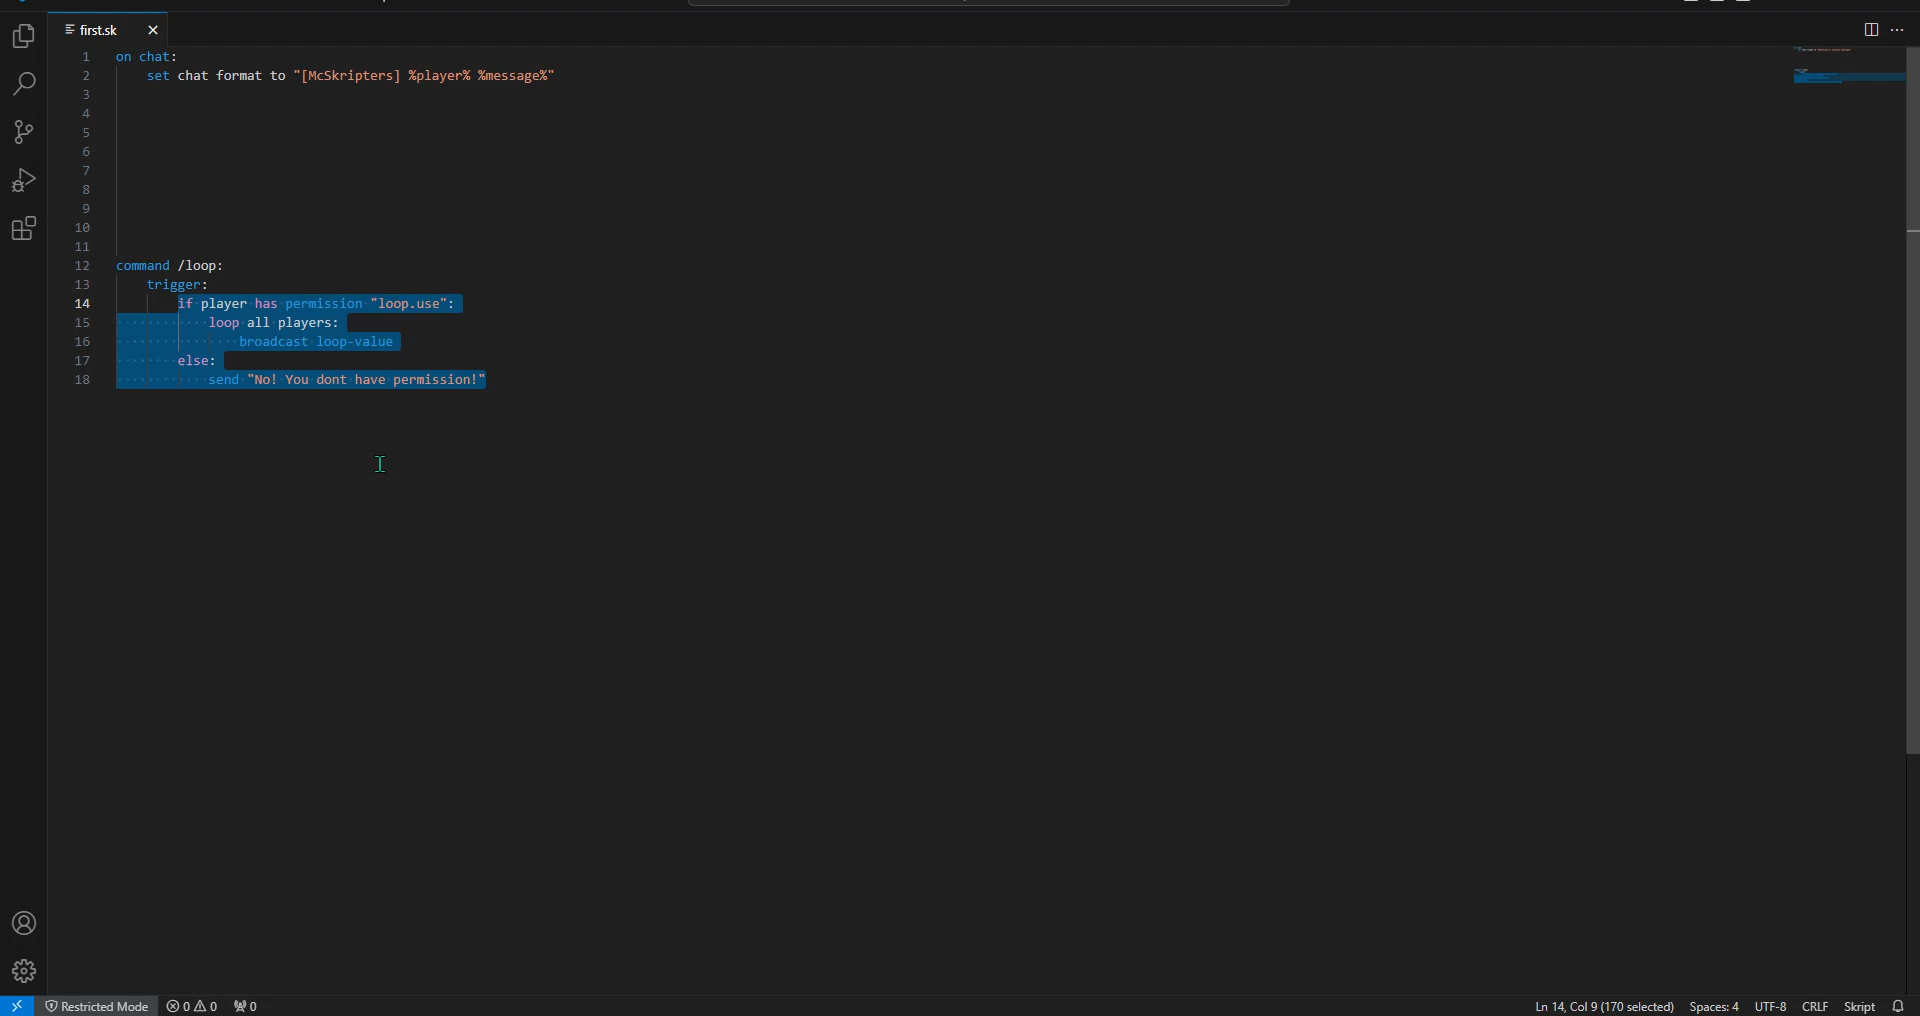 first.sk
1 on chat:
2 set chat format to "[McSkripters] %player% %message%"
3
4
5
6
7
8
9
10
11
12 command /loop:
13 trigger:
14 if player has permission "loop.use":
15 loop all players:
16 broadcast loop-value
17 else:
18 send "No! You dont have permission!"
Restricted Mode 0 0 0 Ln 14, Col 9 (170 selected) Spaces: 4 UTF-8 CRLF Skript